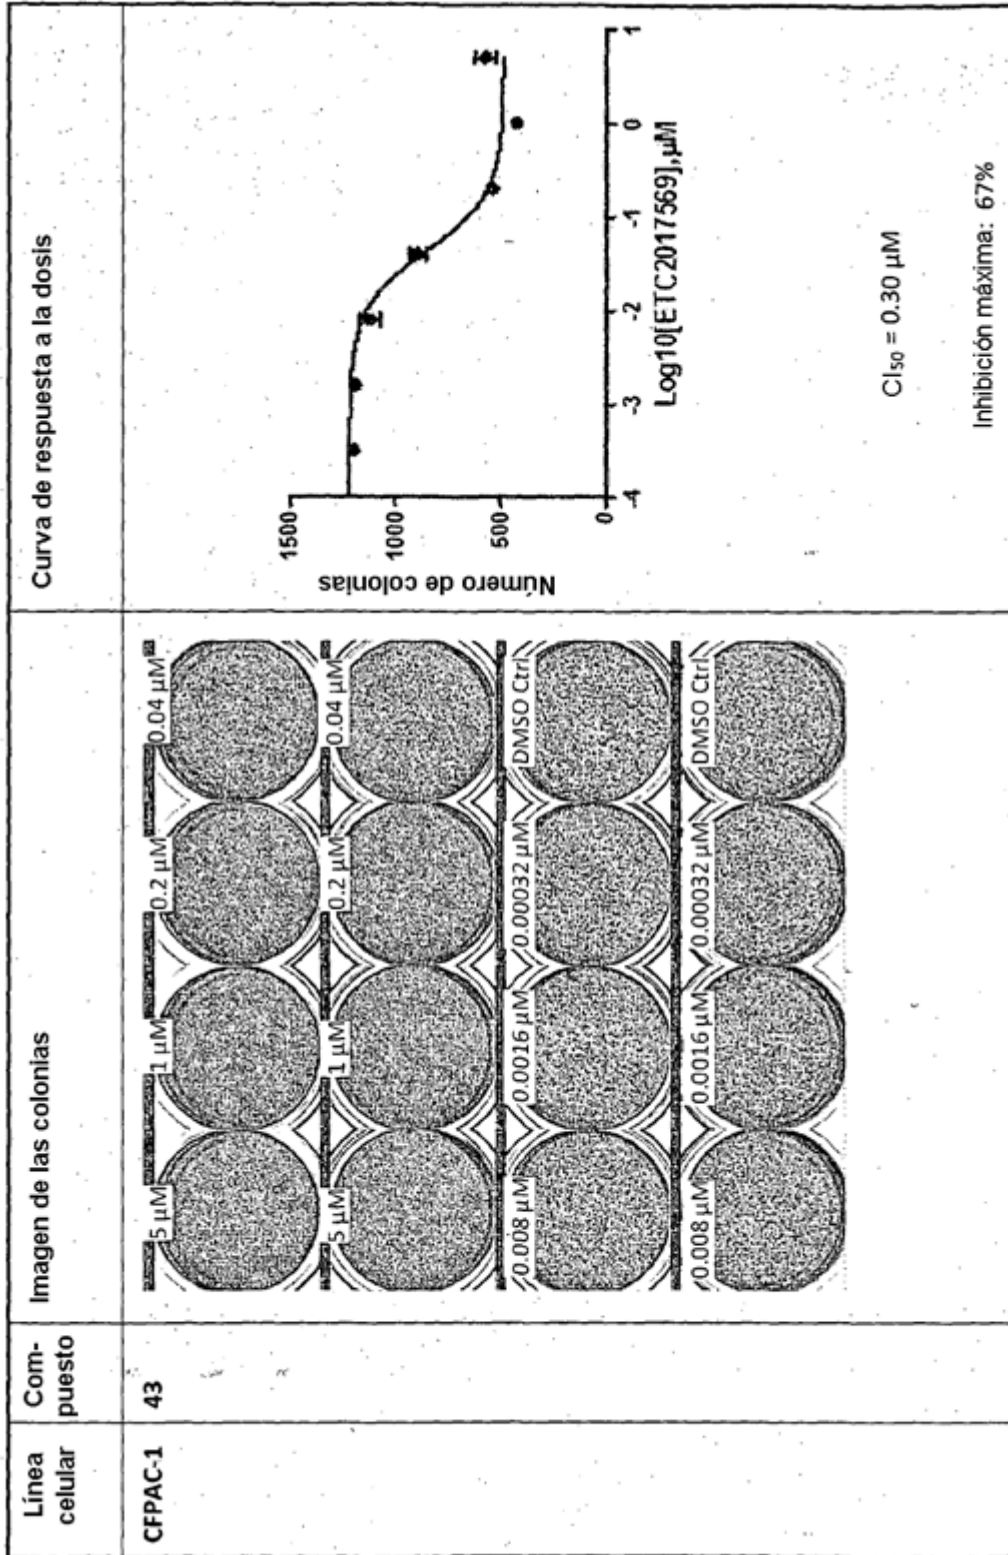 Línea
celular
Com-
puesto
Imagen de las colonias
Curva de respuesta a la dosis
CFPAC-1
43
5 µM
1 µM
0.2 µM
0.04 µM
5 µM
1 µM
0.2 µM
0.04 µM
0.008 µM
0.0016 µM
0.00032 µM
DMSO Ctrl
0.008 µM
0.0016 µM
0.00032 µM
DMSO Ctrl
Número de colonias
1500
1000
500
0
-4
-3
-2
-1
0
1
Log10[ETC2017569],µM
CI50 = 0.30 µM
Inhibición máxima: 67%